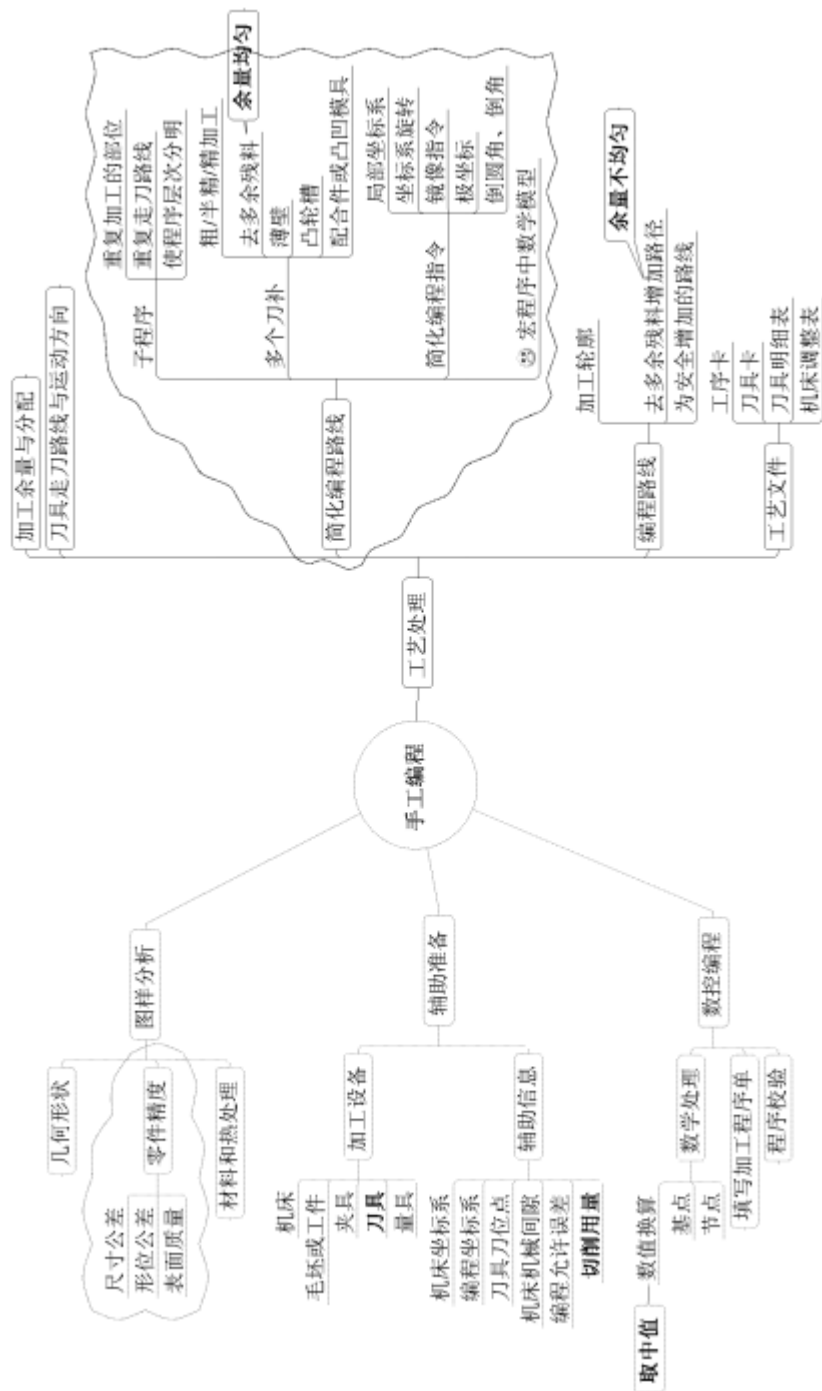 手工编程
图样分析
几何形状
零件精度
尺寸公差
形位公差
表面质量
材料和热处理
辅助准备
加工设备
机床
毛坯或工件
夹具
刀具
量具
辅助信息
机床坐标系
编程坐标系
刀具刀位点
机床机械间隙
编程允许误差
切削用量
数控编程
数学处理
数值换算
取中值
基点
节点
填写加工程序单
程序校验
工艺处理
加工余量与分配
刀具走刀路线与运动方向
简化编程路线
子程序
重复加工的部位
重复走刀路线
使程序层次分明
多个刀补
粗/半精/精加工
去多余残料
余量均匀
薄壁
凸轮槽
配合件或凸凹模具
简化编程指令
局部坐标系
坐标系旋转
镜像指令
极坐标
倒圆角、倒角
宏程序中数学模型
编程路线
加工轮廓
去多余残料增加路径
余量不均匀
为安全增加的路线
工艺文件
工序卡
刀具卡
刀具明细表
机床调整表